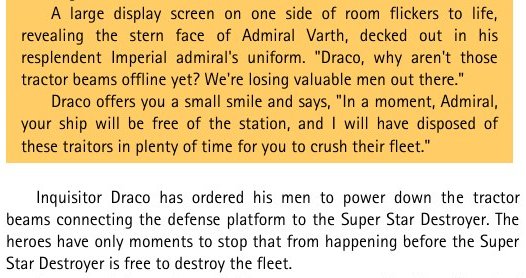 A large display screen on one side of room flickers to life,
revealing the stern face of Admiral Varth, decked out in his
resplendent Imperial admiral's uniform. "Draco, why aren't those
tractor beams offline yet? We're losing valuable men out there."
Draco offers you a small smile and says, "In a moment, Admiral,
your ship will be free of the station, and I will have disposed of
these traitors in plenty of time for you to crush their fleet."
Inquisitor Draco has ordered his men to power down the tractor
beams connecting the defense platform to the Super Star Destroyer. The
heroes have only moments to stop that from happening before the Super
Star Destroyer is free to destroy the fleet.